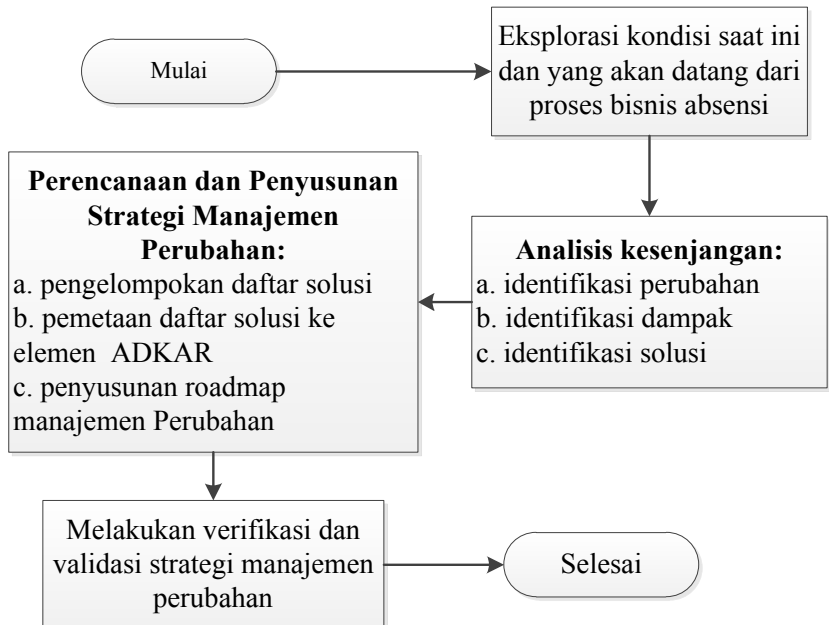 Mulai
Eksplorasi kondisi saat ini
dan yang akan datang dari
proses bisnis absensi
Analisis kesenjangan:
a. identifikasi perubahan
b. identifikasi dampak
c. identifikasi solusi
Perencanaan dan Penyusunan
Strategi Manajemen
Perubahan:
a. pengelompokan daftar solusi
b. pemetaan daftar solusi ke
elemen ADKAR
c. penyusunan roadmap
manajemen Perubahan
Melakukan verifikasi dan
validasi strategi manajemen
perubahan
Selesai